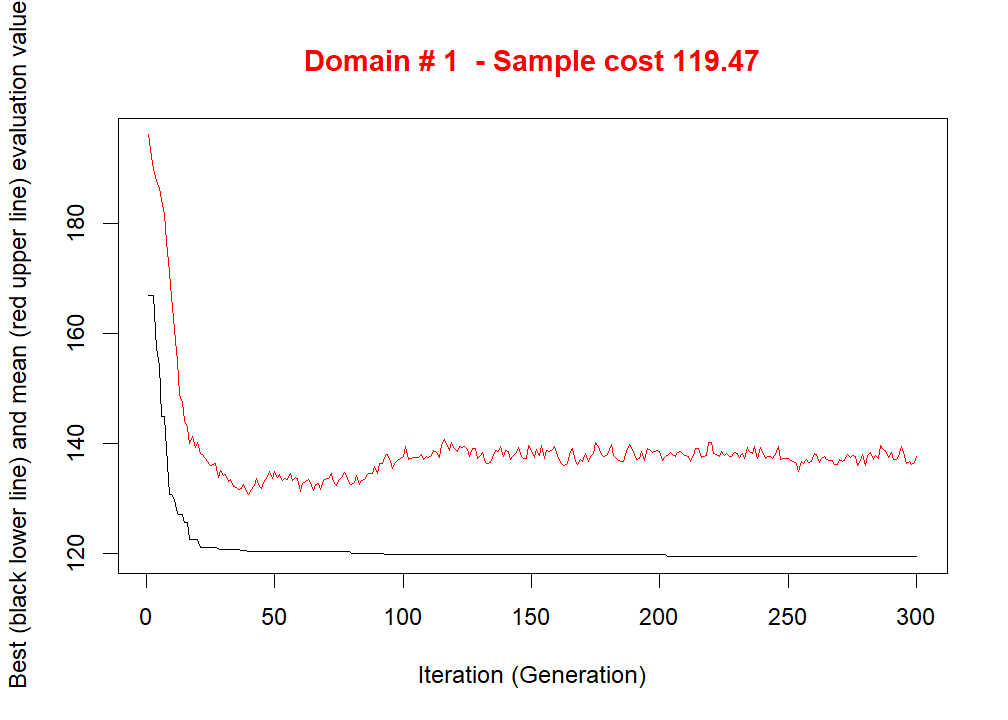 Domain # 1  - Sample cost 119.47
Best (black lower line) and mean (red upper line) evaluation value
180
160
140
120
0 50 100 150 200 250 300
Iteration (Generation)